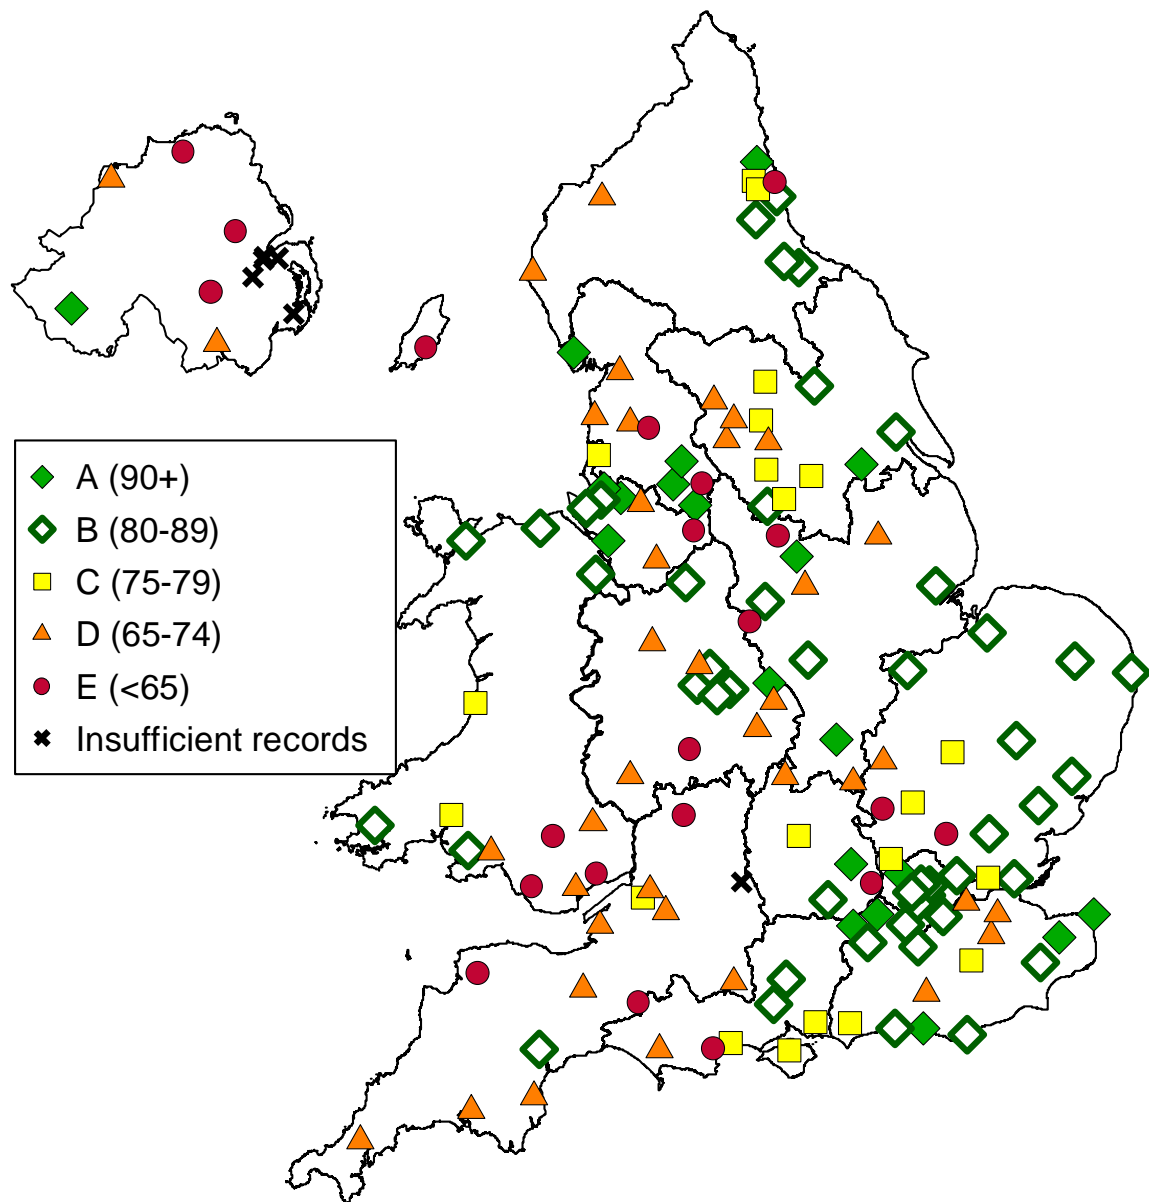 A (90+)
B (80-89)
C (75-79)
D (65-74)
E (<65)
Insufficient records